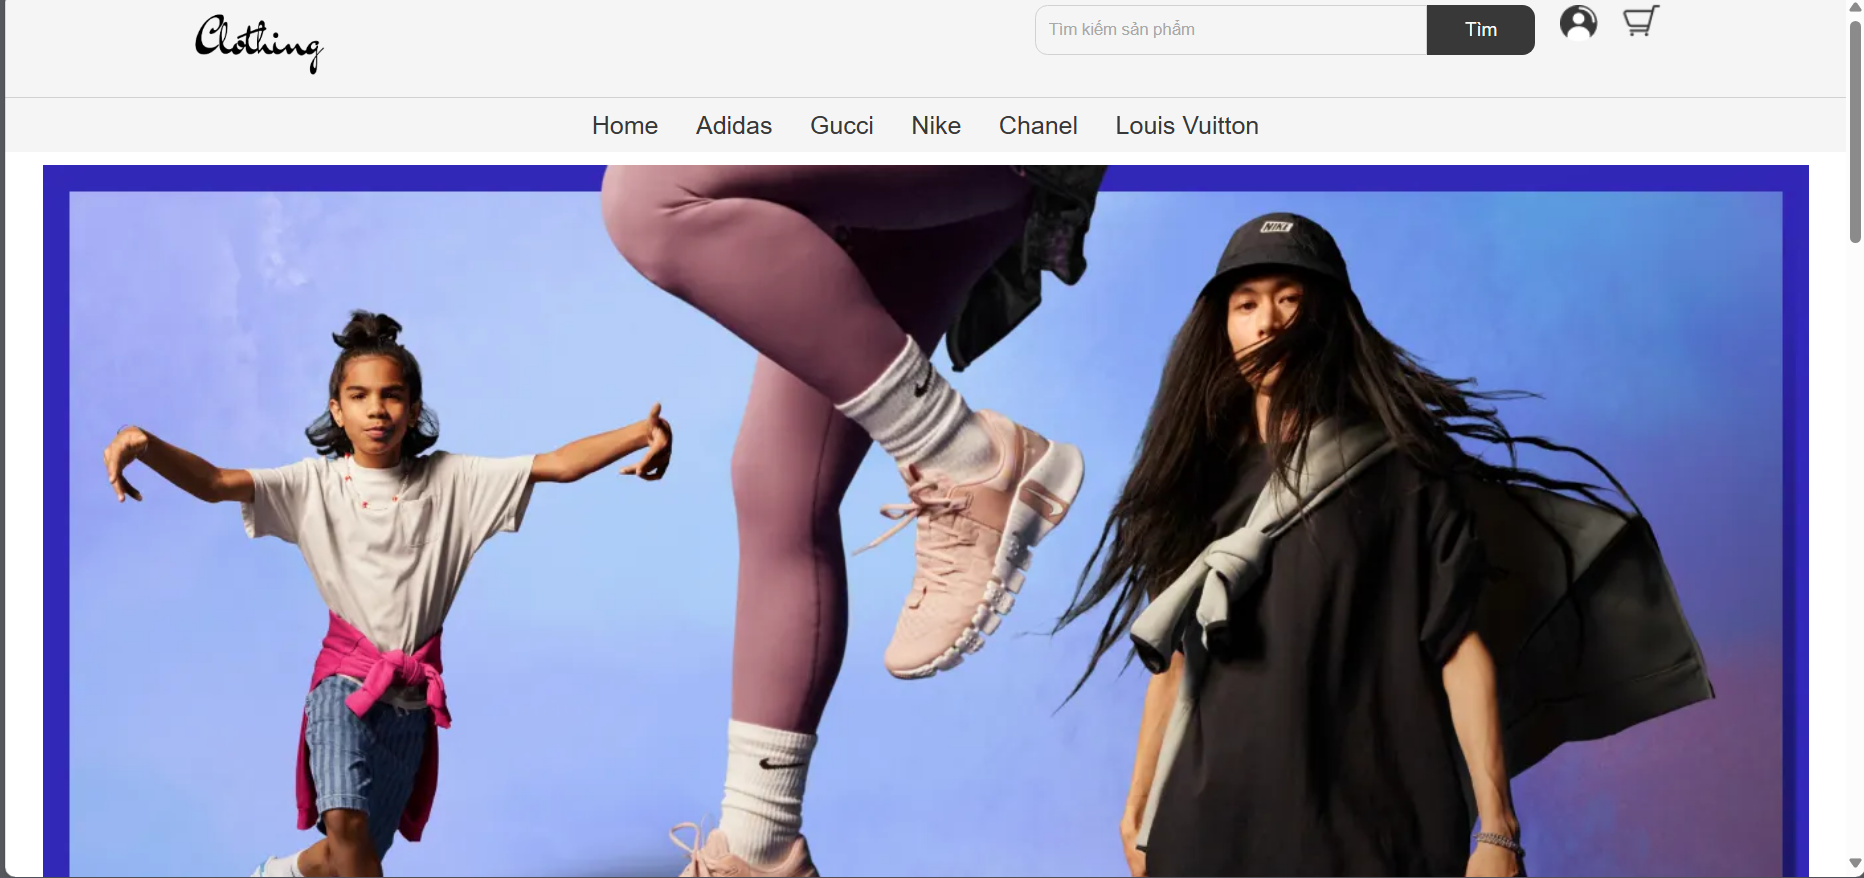 Clothing
Tìm kiếm sản phẩm
Tìm
Home Adidas Gucci Nike Chanel Louis Vuitton
NIKE